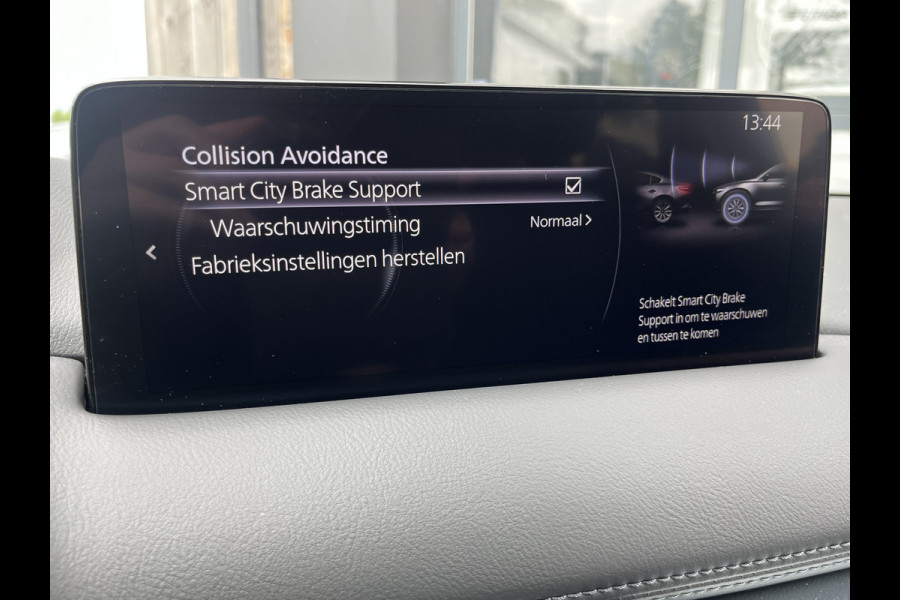 13:44
Collision Avoidance
Smart City Brake Support
Waarschuwingstiming Normaal
Fabrieksinstellingen herstellen
Schakelt Smart City Brake
Support in om te waarschuwen
en tussen te komen